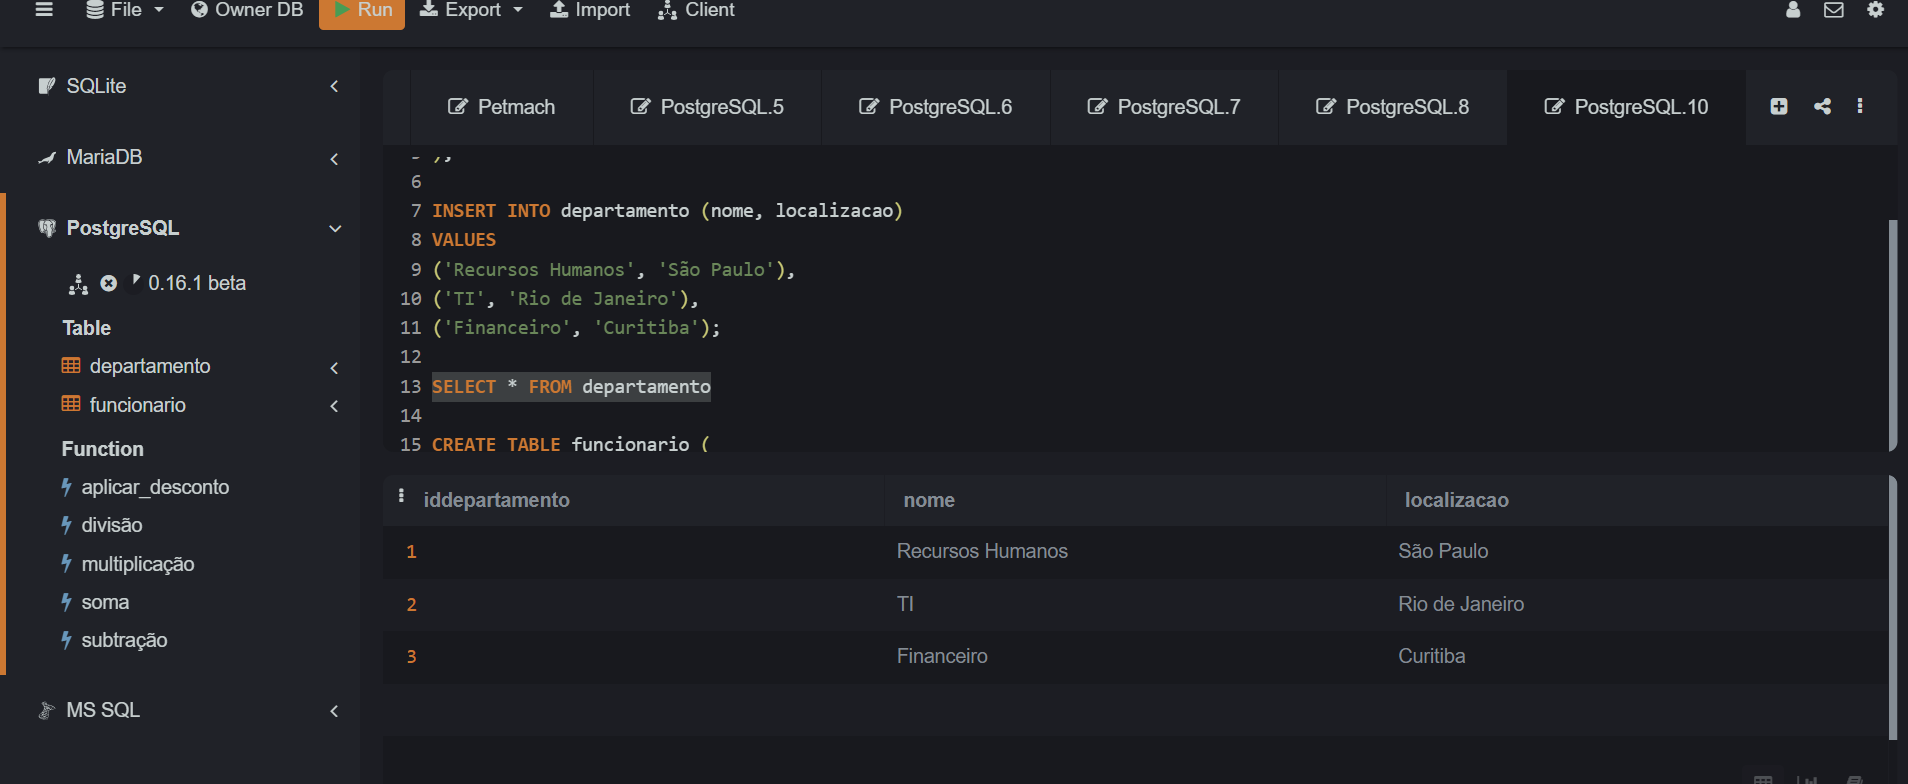 File
Owner DB
Run
Export
Import
Client
SQLite
MariaDB
PostgreSQL
0.16.1 beta
Table
departamento
funcionario
Function
aplicar_desconto
divisão
multiplicação
soma
subtração
MS SQL
Petmach
PostgreSQL.5
PostgreSQL.6
PostgreSQL.7
PostgreSQL.8
PostgreSQL.10
6
7 INSERT INTO departamento (nome, localizacao)
8 VALUES
9 ('Recursos Humanos', 'São Paulo'),
10 ('TI', 'Rio de Janeiro'),
11 ('Financeiro', 'Curitiba');
12
13 SELECT * FROM departamento
14
15 CREATE TABLE funcionario (
iddepartamento nome localizacao
1 Recursos Humanos São Paulo
2 TI Rio de Janeiro
3 Financeiro Curitiba